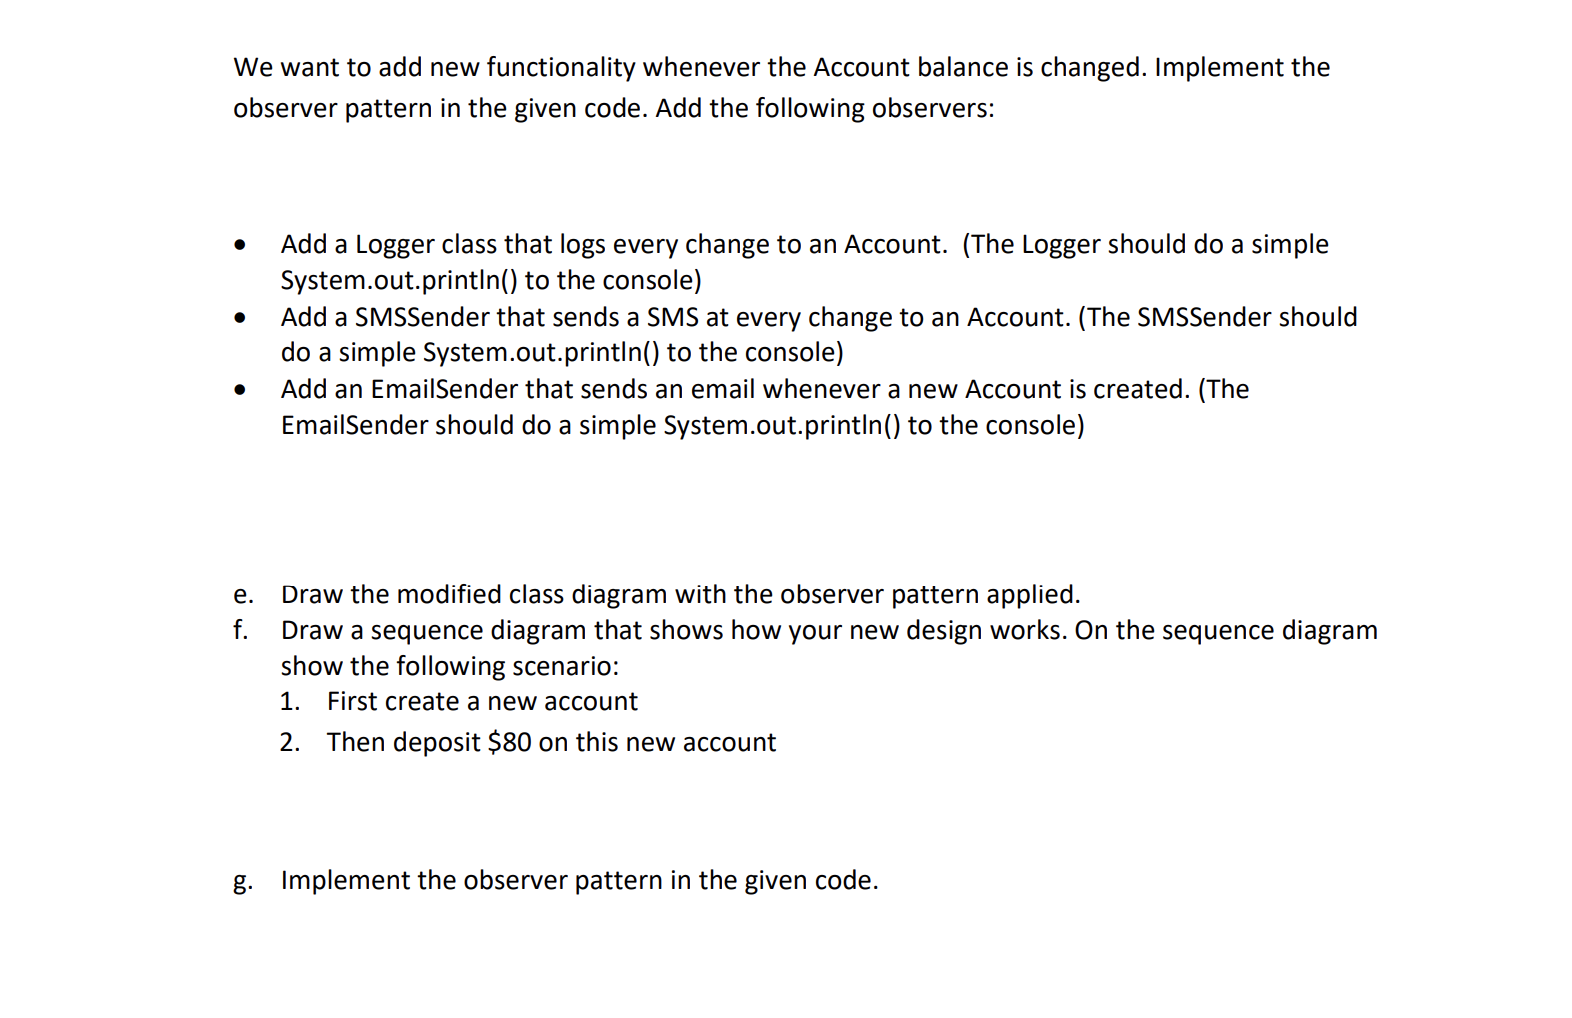 We want to add new functionality whenever the Account balance is changed. Implement the
observer pattern in the given code. Add the following observers:
• Add a Logger class that logs every change to an Account.  (The Logger should do a simple
System.out.println() to the console)
• Add a SMSSender that sends a SMS at every change to an Account. (The SMSSender should
do a simple System.out.println() to the console)
• Add an EmailSender that sends an email whenever a new Account is created. (The
EmailSender should do a simple System.out.println() to the console)
e. Draw the modified class diagram with the observer pattern applied.
f. Draw a sequence diagram that shows how your new design works. On the sequence diagram
show the following scenario:
1. First create a new account
2. Then deposit $80 on this new account
g. Implement the observer pattern in the given code.